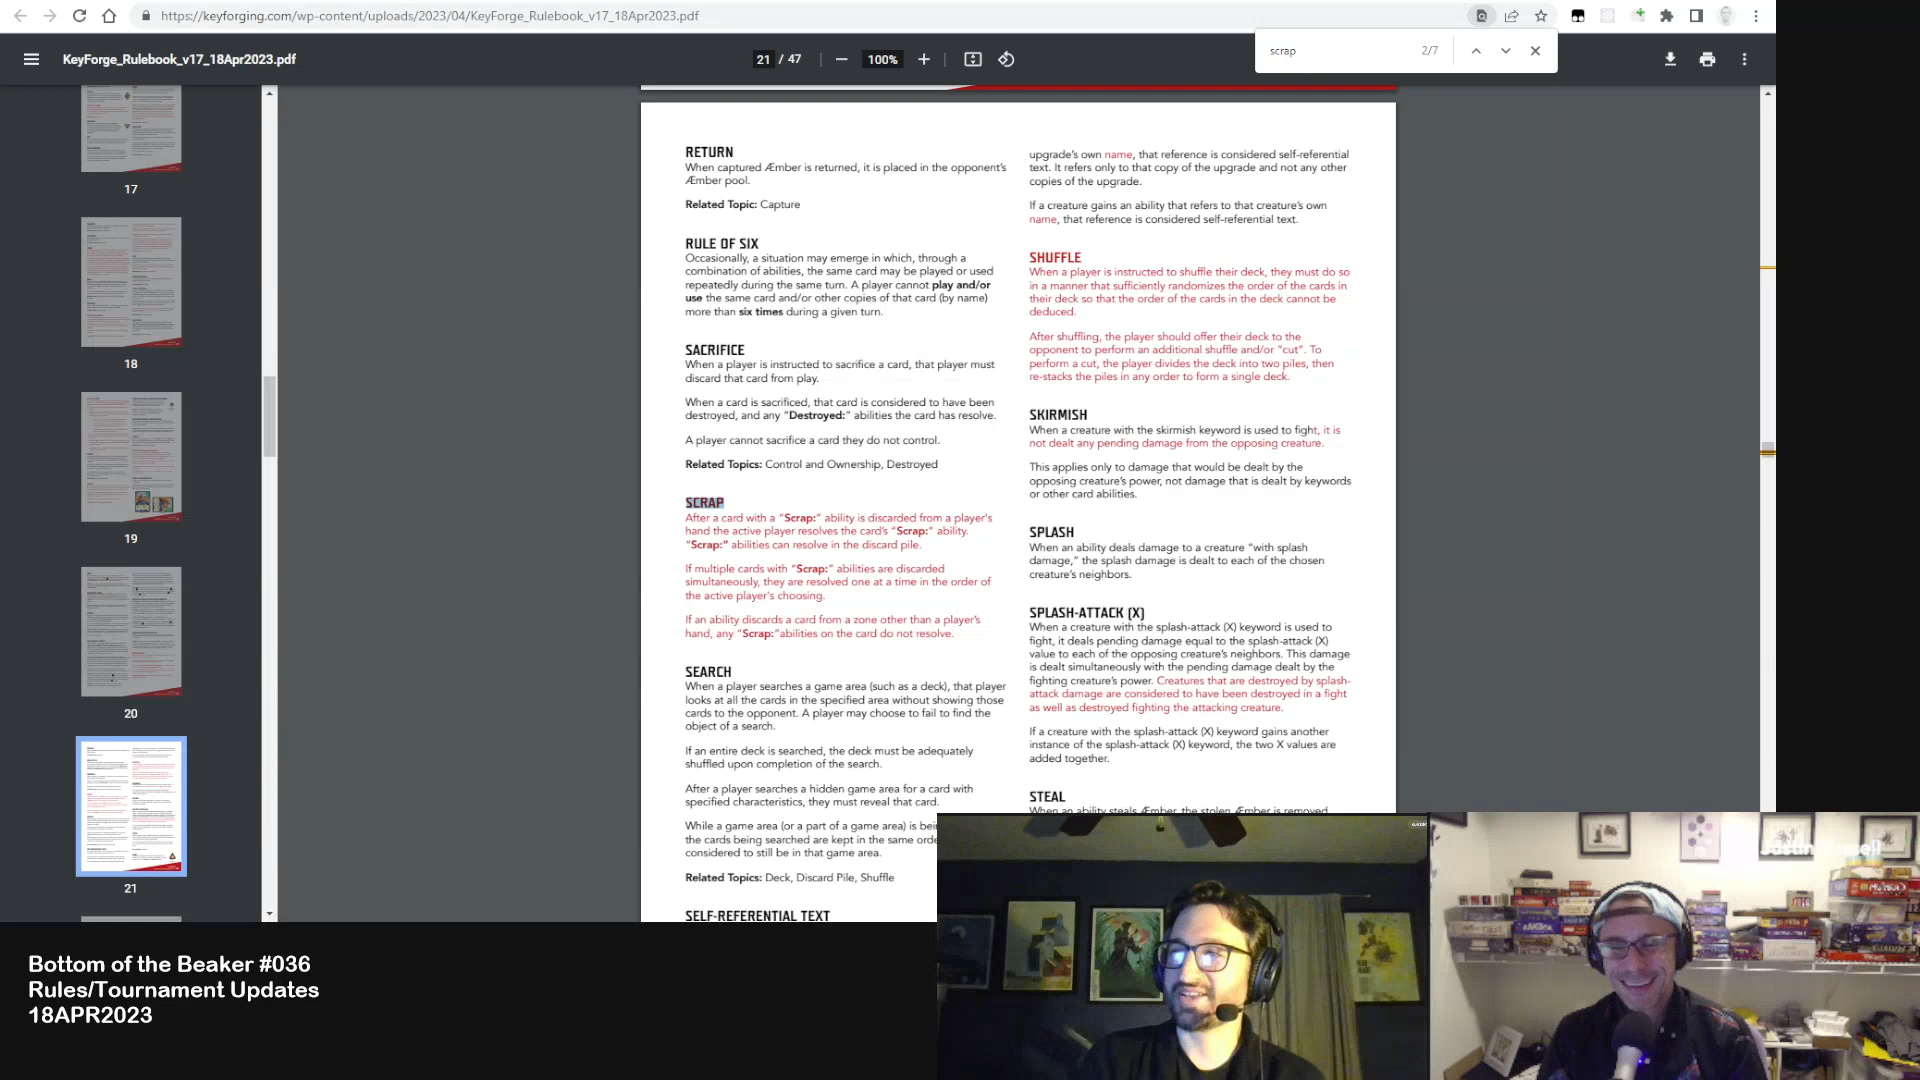 https://keyforging.com/wp-content/uploads/2023/04/KeyForge_Rulebook_v17_18Apr2023.pdf
scrap
2/7
KeyForge_Rulebook_v17_18Apr2023.pdf
21 / 47
100%
17
18
19
20
21
RETURN
When captured Æmber is returned, it is placed in the opponent's
Æmber pool.
Related Topic: Capture
RULE OF SIX
Occasionally, a situation may emerge in which, through a
combination of abilities, the same card may be played or used
repeatedly during the same turn. A player cannot play and/or
use the same card and/or other copies of that card (by name)
more than six times during a given turn.
SACRIFICE
When a player is instructed to sacrifice a card, that player must
discard that card from play.
When a card is sacrificed, that card is considered to have been
destroyed, and any “Destroyed:” abilities the card has resolve.
A player cannot sacrifice a card they do not control.
Related Topics: Control and Ownership, Destroyed
SCRAP
After a card with a “Scrap:” ability is discarded from a player's
hand the active player resolves the card's “Scrap:” ability.
“Scrap:” abilities can resolve in the discard pile.
If multiple cards with “Scrap:” abilities are discarded
simultaneously, they are resolved one at a time in the order of
the active player's choosing.
If an ability discards a card from a zone other than a player's
hand, any “Scrap:”abilities on the card do not resolve.
SEARCH
When a player searches a game area (such as a deck), that player
looks at all the cards in the specified area without showing those
cards to the opponent. A player may choose to fail to find the
object of a search.
If an entire deck is searched, the deck must be adequately
shuffled upon completion of the search.
After a player searches a hidden game area for a card with
specified characteristics, they must reveal that card.
While a game area (or a part of a game area) is bei
the cards being searched are kept in the same orde
considered to still be in that game area.
Related Topics: Deck, Discard Pile, Shuffle
SELF-REFERENTIAL TEXT
upgrade's own name, that reference is considered self-referential
text. It refers only to that copy of the upgrade and not any other
copies of the upgrade.
If a creature gains an ability that refers to that creature's own
name, that reference is considered self-referential text.
SHUFFLE
When a player is instructed to shuffle their deck, they must do so
in a manner that sufficiently randomizes the order of the cards in
their deck so that the order of the cards in the deck cannot be
deduced.
After shuffling, the player should offer their deck to the
opponent to perform an additional shuffle and/or “cut”. To
perform a cut, the player divides the deck into two piles, then
re-stacks the piles in any order to form a single deck.
SKIRMISH
When a creature with the skirmish keyword is used to fight, it is
not dealt any pending damage from the opposing creature.
This applies only to damage that would be dealt by the
opposing creature's power, not damage that is dealt by keywords
or other card abilities.
SPLASH
When an ability deals damage to a creature “with splash
damage,” the splash damage is dealt to each of the chosen
creature's neighbors.
SPLASH-ATTACK (X)
When a creature with the splash-attack (X) keyword is used to
fight, it deals pending damage equal to the splash-attack (X)
value to each of the opposing creature's neighbors. This damage
is dealt simultaneously with the pending damage dealt by the
fighting creature's power. Creatures that are destroyed by splash-
attack damage are considered to have been destroyed in a fight
as well as destroyed fighting the attacking creature.
If a creature with the splash-attack (X) keyword gains another
instance of the splash-attack (X) keyword, the two X values are
added together.
STEAL
When an ability steals Æmber, the stolen Æmber is removed
Bottom of the Beaker #036
Rules/Tournament Updates
18APR2023